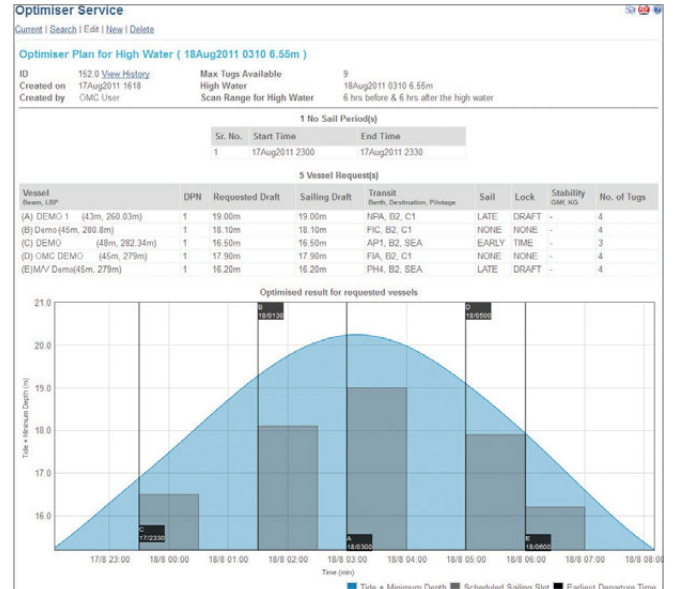 Optimiser Service
Current | Search | Edit | New | Delete
Optimiser Plan for High Water ( 18Aug2011 0310 6.55m )
ID 152.0 View History Max Tugs Available 9
Created on 17Aug2011 1618 High Water 18Aug2011 0310 6.55m
Created by OMC User Scan Range for High Water 6 hrs before & 6 hrs after the high water
1 No Sail Period(s)
Sr. No. Start Time End Time
1 17Aug2011 2300 17Aug2011 2330
5 Vessel Request(s)
Vessel DPN Requested Draft Sailing Draft Transit Sail Lock Stability No. of Tugs
Beam, LBP Berth, Destination, Pilotage GMf, KG
(A) DEMO 1 (43m, 260.03m) 1 19.00m 19.00m NPA, B2, C1 LATE DRAFT - 4
(B) Demo (45m, 280.8m) 1 18.10m 18.10m FIC, B2, C1 NONE NONE - 4
(C) DEMO (48m, 282.34m) 1 16.50m 16.50m AP1, B2, SEA EARLY TIME - 3
(D) OMC DEMO (45m, 279m) 1 17.90m 17.90m FIA, B2, C1 NONE NONE - 4
(E)M/V Demo(45m, 279m) 1 16.20m 16.20m PH4, B2, SEA LATE DRAFT - 4
Optimised result for requested vessels
21.0
B
18/0130
D
18/0500
20.0
19.0
18.0
17.0
16.0
Tide + Minimum Depth (m)
C
17/2330
A
18/0300
E
18/0600
17/8 23:00 18/8 00:00 18/8 01:00 18/8 02:00 18/8 03:00 18/8 04:00 18/8 05:00 18/8 06:00 18/8 07:00 18/8 08:00
Time (min)
Tide + Minimum Depth Scheduled Sailing Slot Earliest Departure Time